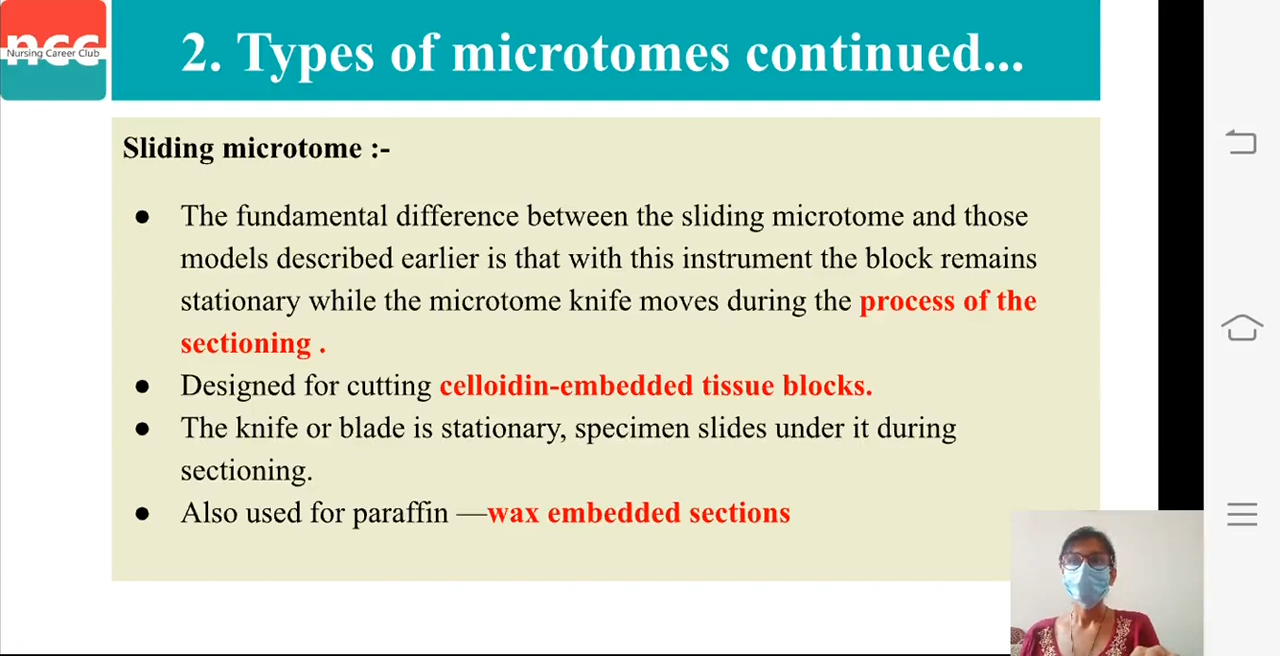 ncc
Nursing Career Club
2. Types of microtomes continued...
Sliding microtome :-
● The fundamental difference between the sliding microtome and those
models described earlier is that with this instrument the block remains
stationary while the microtome knife moves during the process of the
sectioning .
● Designed for cutting celloidin-embedded tissue blocks.
● The knife or blade is stationary, specimen slides under it during
sectioning.
● Also used for paraffin —wax embedded sections